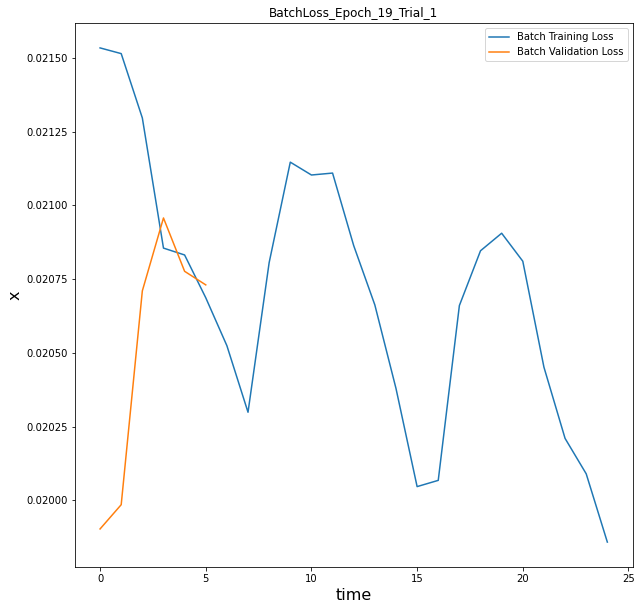 BatchLoss_Epoch_19_Trial_1
Batch Training Loss
Batch Validation Loss
0.02150
0.02125
0.02100
0.02075
0.02050
0.02025
0.02000
x
0 5 10 15 20 25
time